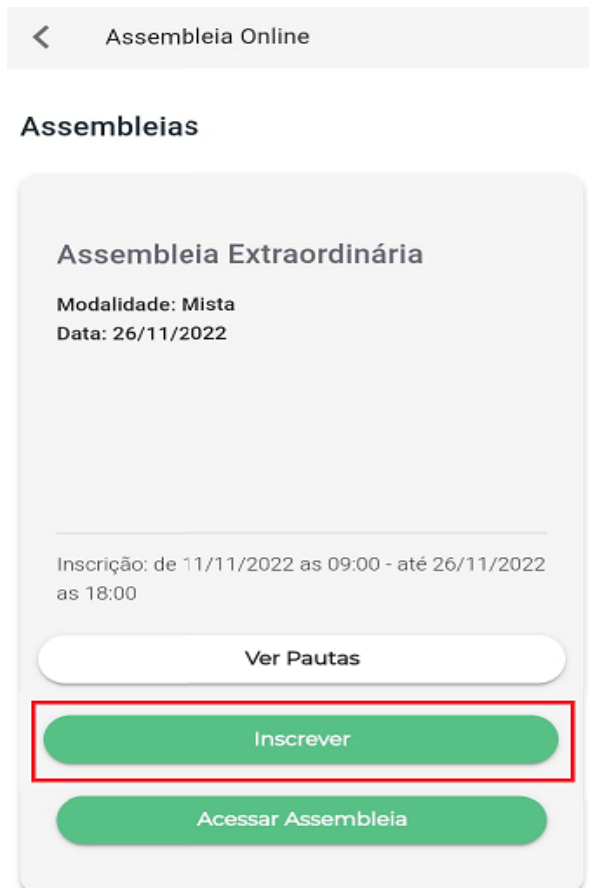 Assembleia Online
Assembleias
Assembleia Extraordinária
Modalidade: Mista
Data: 26/11/2022
Inscrição: de 11/11/2022 as 09:00 - até 26/11/2022
as 18:00
Ver Pautas
Inscrever
Acessar Assembleia